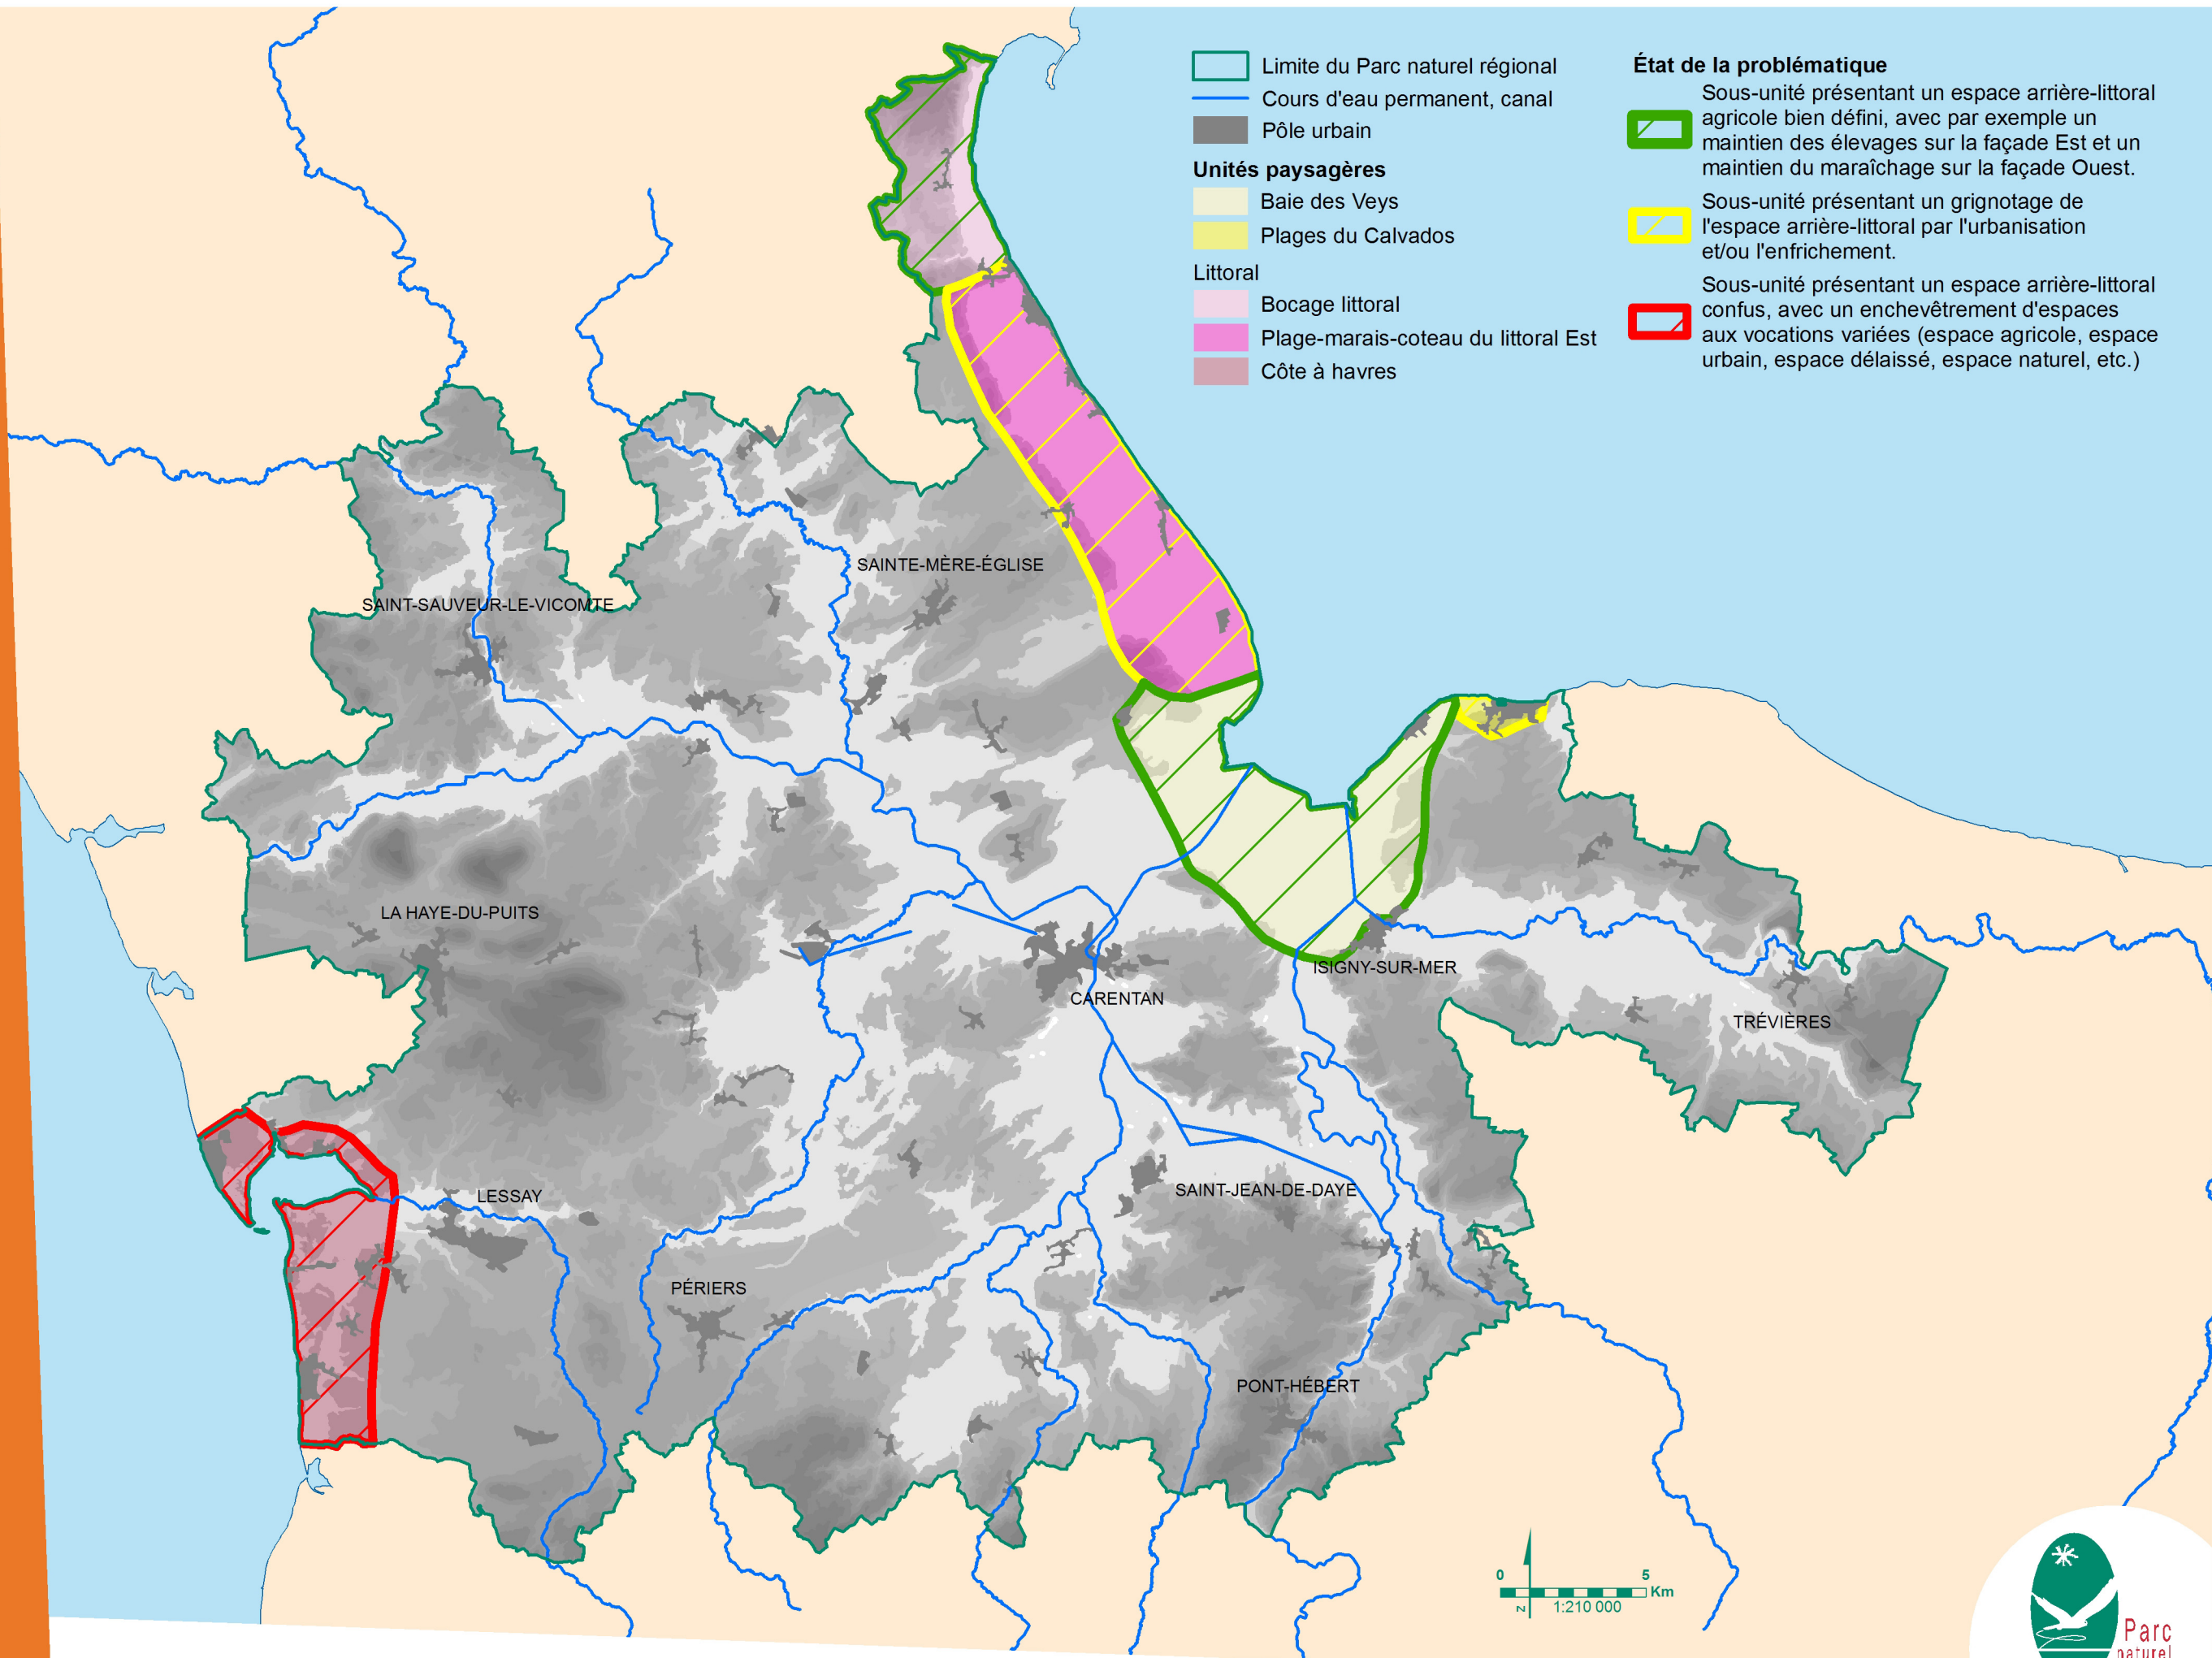 Limite du Parc naturel régional
Cours d'eau permanent, canal
Pôle urbain
Unités paysagères
Baie des Veys
Plages du Calvados
Littoral
Bocage littoral
Plage-marais-coteau du littoral Est
Côte à havres
État de la problématique
Sous-unité présentant un espace arrière-littoral
agricole bien défini, avec par exemple un
maintien des élevages sur la façade Est et un
maintien du maraîchage sur la façade Ouest.
Sous-unité présentant un grignotage de
l'espace arrière-littoral par l'urbanisation
et/ou l'enfrichement.
Sous-unité présentant un espace arrière-littoral
confus, avec un enchevêtrement d'espaces
aux vocations variées (espace agricole, espace
urbain, espace délaissé, espace naturel, etc.)
SAINTE-MÈRE-ÉGLISE
SAINT-SAUVEUR-LE-VICOMTE
LA HAYE-DU-PUITS
ISIGNY-SUR-MER
CARENTAN
TRÉVIÈRES
SAINT-JEAN-DE-DAYE
LESSAY
PÉRIERS
PONT-HÉBERT
0 5
Km
1:210 000
N
Parc
naturel